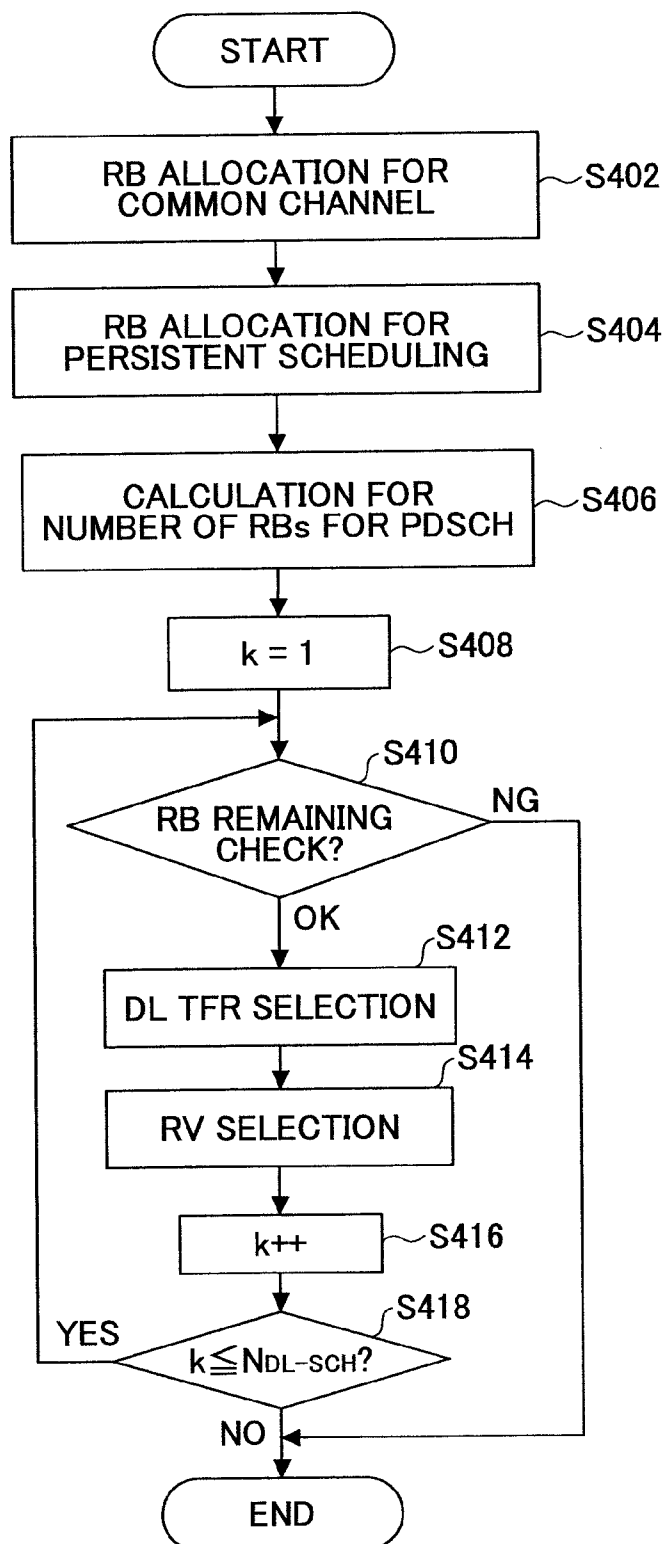 START
RB ALLOCATION FOR
COMMON CHANNEL
S402
RB ALLOCATION FOR
PERSISTENT SCHEDULING
S404
CALCULATION FOR
NUMBER OF RBs FOR PDSCH
S406
k = 1
S408
S410
RB REMAINING
CHECK?
NG
OK
S412
DL TFR SELECTION
S414
RV SELECTION
k++
S416
S418
YES
k≦NDL-SCH?
NO
END